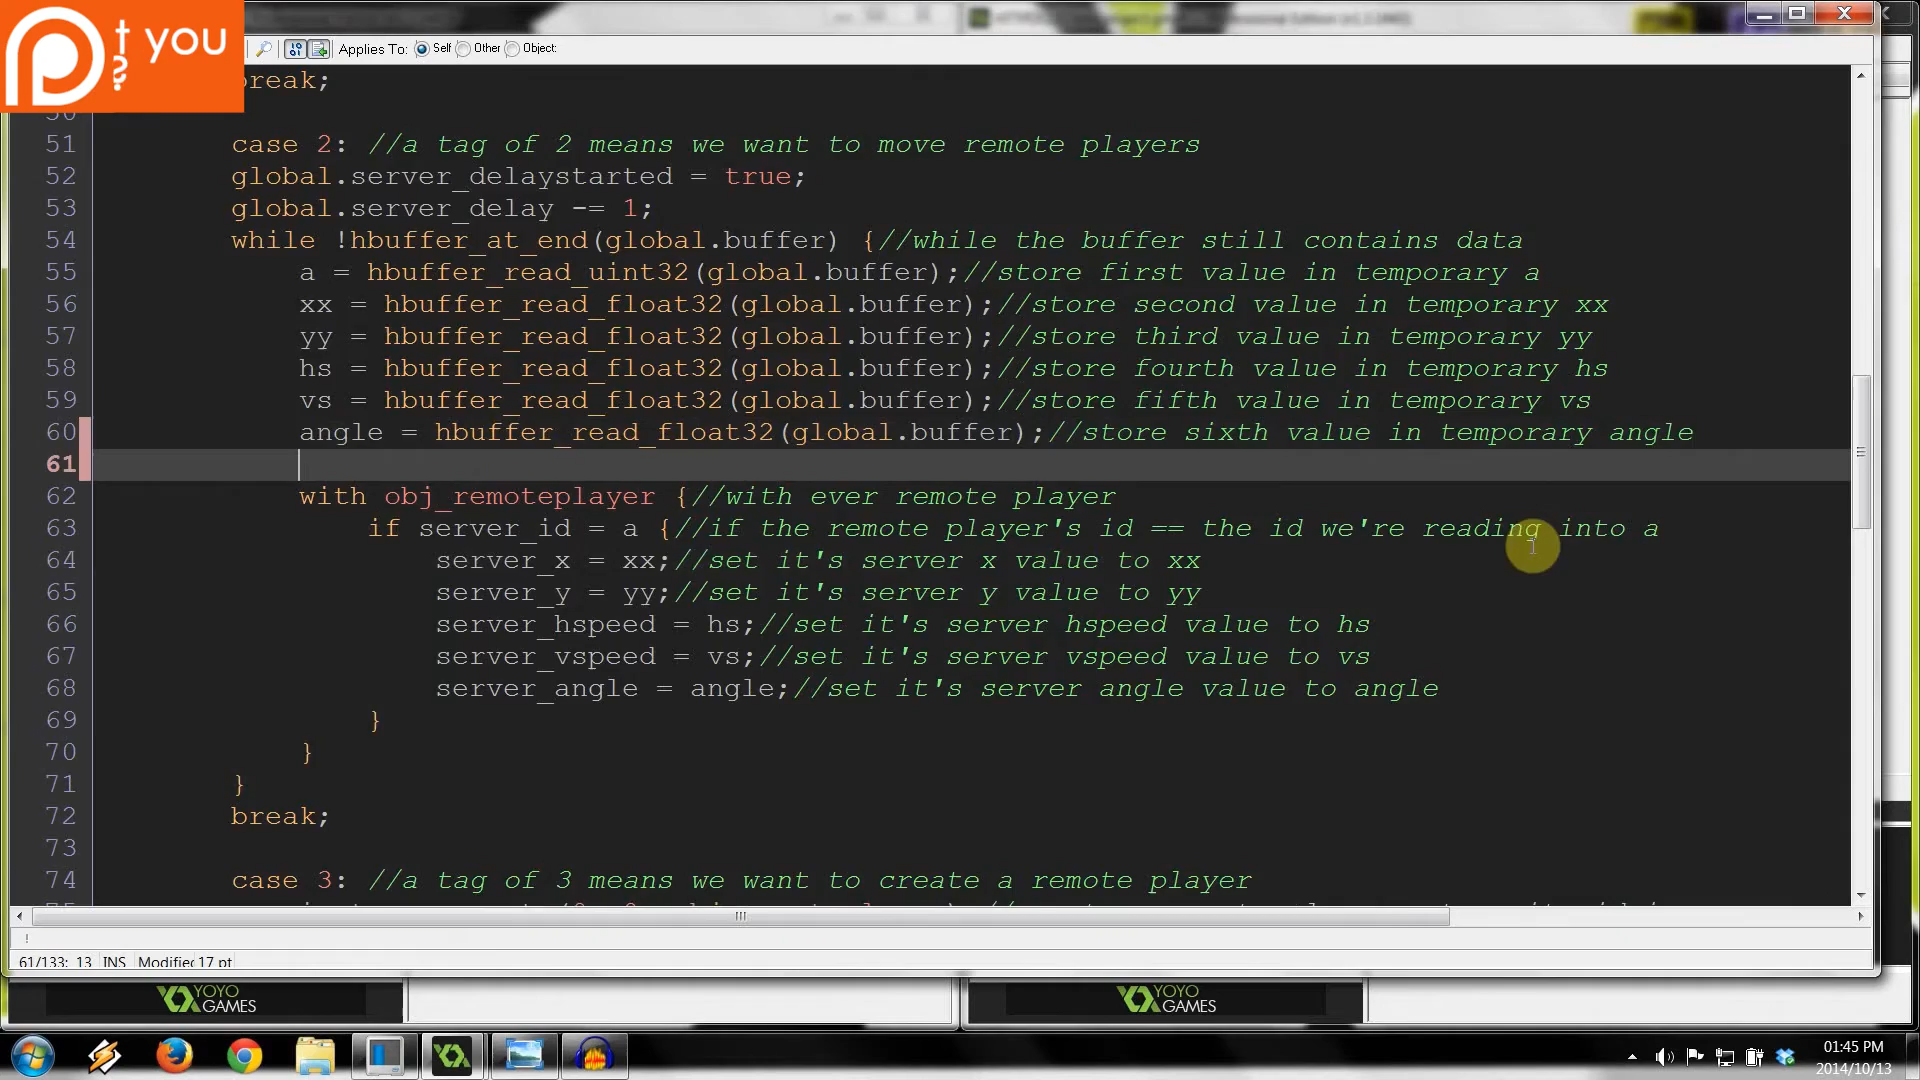 t you
?
Applies To: Self Other Object:
break;
50
51 case 2: //a tag of 2 means we want to move remote players
52 global.server_delaystarted = true;
53 global.server_delay -= 1;
54 while !hbuffer_at_end(global.buffer) {//while the buffer still contains data
55 a = hbuffer_read_uint32(global.buffer);//store first value in temporary a
56 xx = hbuffer_read_float32(global.buffer);//store second value in temporary xx
57 yy = hbuffer_read_float32(global.buffer);//store third value in temporary yy
58 hs = hbuffer_read_float32(global.buffer);//store fourth value in temporary hs
59 vs = hbuffer_read_float32(global.buffer);//store fifth value in temporary vs
60 angle = hbuffer_read_float32(global.buffer);//store sixth value in temporary angle
61
62 with obj_remoteplayer {//with ever remote player
63 if server_id = a {//if the remote player's id == the id we're reading into a
64 server_x = xx;//set it's server x value to xx
65 server_y = yy;//set it's server y value to yy
66 server_hspeed = hs;//set it's server hspeed value to hs
67 server_vspeed = vs;//set it's server vspeed value to vs
68 server_angle = angle;//set it's server angle value to angle
69 }
70 }
71 }
72 break;
73
74 case 3: //a tag of 3 means we want to create a remote player
61/133: 13 INS Modified 17 pt
YOYO GAMES
YOYO GAMES
01:45 PM
2014/10/13